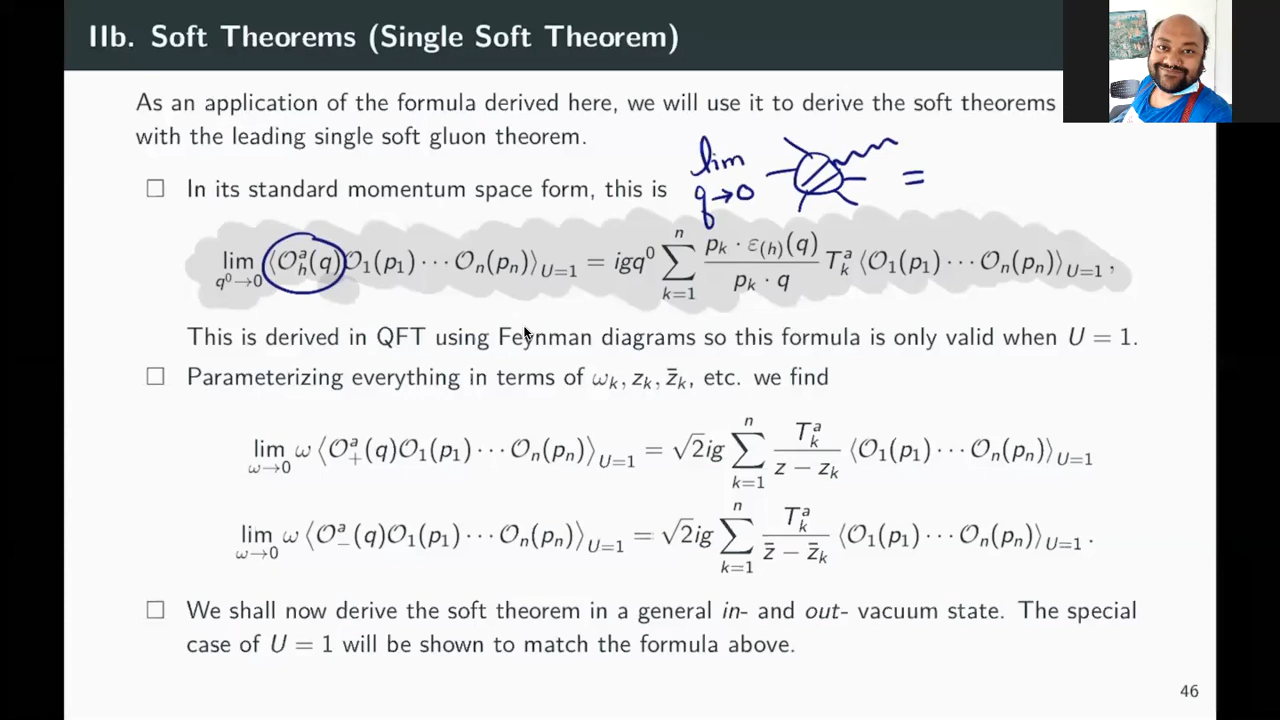 IIb. Soft Theorems (Single Soft Theorem)
As an application of the formula derived here, we will use it to derive the soft theorems
with the leading single soft gluon theorem.
□ In its standard momentum space form, this is lim_{q→0} =
lim_{q⁰→0} ⟨𝒪ₕᵃ(q)𝒪₁(p₁) ⋯ 𝒪ₙ(pₙ)⟩_{U=1} = igq⁰ ∑_{k=1}^{n} (pₖ · ε₍ₕ₎(q))/(pₖ · q) Tₖᵃ ⟨𝒪₁(p₁) ⋯ 𝒪ₙ(pₙ)⟩_{U=1} ,
This is derived in QFT using Feynman diagrams so this formula is only valid when U = 1.
□ Parameterizing everything in terms of ωₖ, zₖ, z̄ₖ, etc. we find
lim_{ω→0} ω ⟨𝒪₊ᵃ(q)𝒪₁(p₁) ⋯ 𝒪ₙ(pₙ)⟩_{U=1} = √2ig ∑_{k=1}^{n} Tₖᵃ/(z − zₖ) ⟨𝒪₁(p₁) ⋯ 𝒪ₙ(pₙ)⟩_{U=1}
lim_{ω→0} ω ⟨𝒪₋ᵃ(q)𝒪₁(p₁) ⋯ 𝒪ₙ(pₙ)⟩_{U=1} = √2ig ∑_{k=1}^{n} Tₖᵃ/(z̄ − z̄ₖ) ⟨𝒪₁(p₁) ⋯ 𝒪ₙ(pₙ)⟩_{U=1} .
□ We shall now derive the soft theorem in a general in- and out- vacuum state. The special
case of U = 1 will be shown to match the formula above.
46